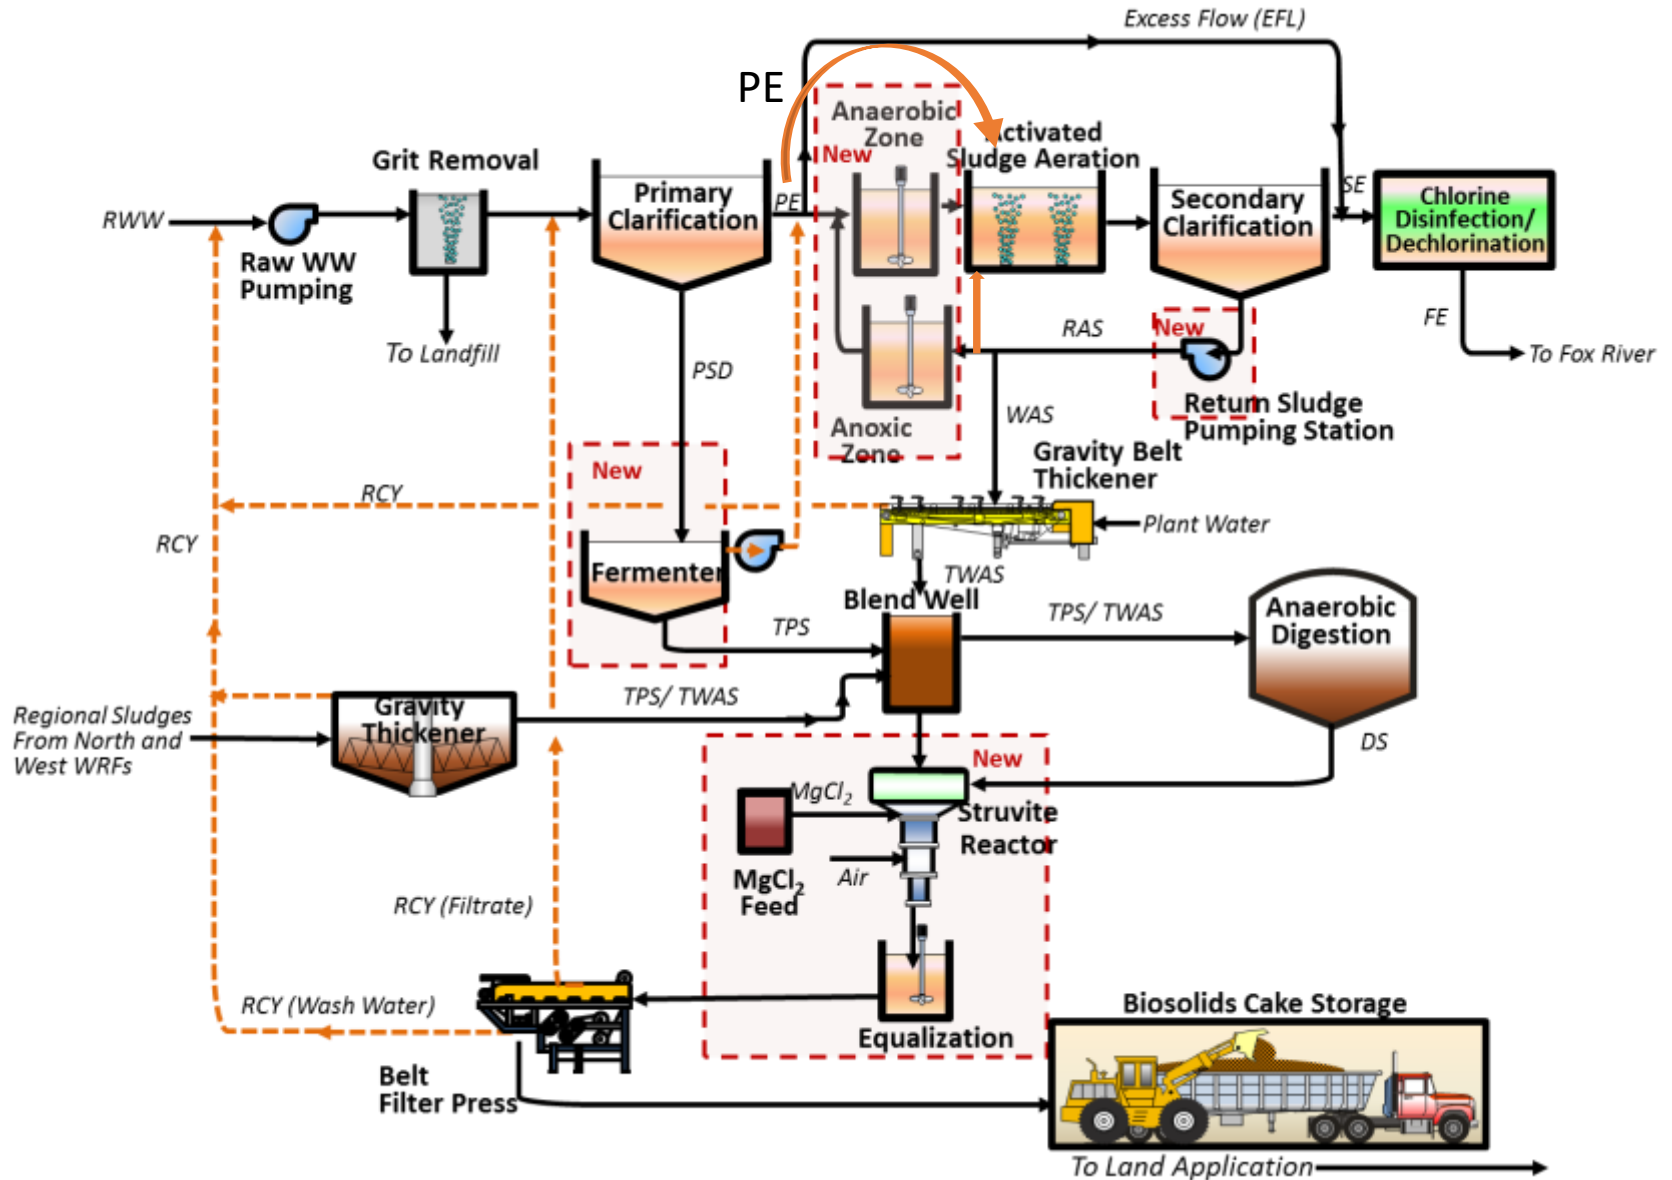 Excess Flow (EFL)
PE
Anaerobic
Zone
New
Activated
Sludge Aeration
Grit Removal
Primary
Clarification
PE
Secondary
Clarification
SE
Chlorine
Disinfection/
Dechlorination
RWW
Raw WW
Pumping
To Landfill
PSD
RAS
New
FE
To Fox River
Return Sludge
Pumping Station
WAS
Anoxic
Zone
Gravity Belt
Thickener
New
RCY
RCY
Plant Water
Fermenter
TWAS
Blend Well
TPS
TPS/ TWAS
Anaerobic
Digestion
TPS/ TWAS
Gravity
Thickener
Regional Sludges
From North and
West WRFs
DS
New
MgCl2
Struvite
Reactor
Air
MgCl2
Feed
RCY (Filtrate)
RCY (Wash Water)
Equalization
Biosolids Cake Storage
Belt
Filter Press
To Land Application